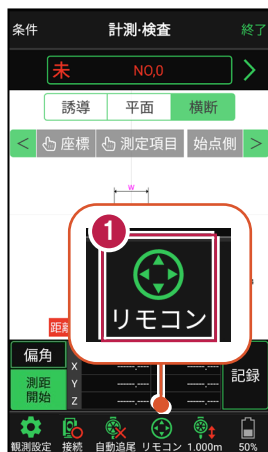 条件 計測・検査 終了
未 NO,0 >
誘導 平面 横断
< 座標 測定項目 始点側 >
w
1
リモコン
偏角
測距
開始
X
Y
Z
記録
観測設定 接続 自動追尾 リモコン 1.000m 50%